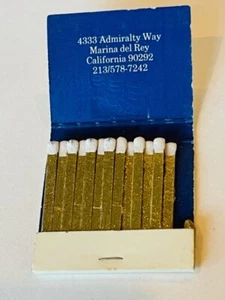 4333 Admiralty Way
Marina del Rey
California 90292
213/578-7242